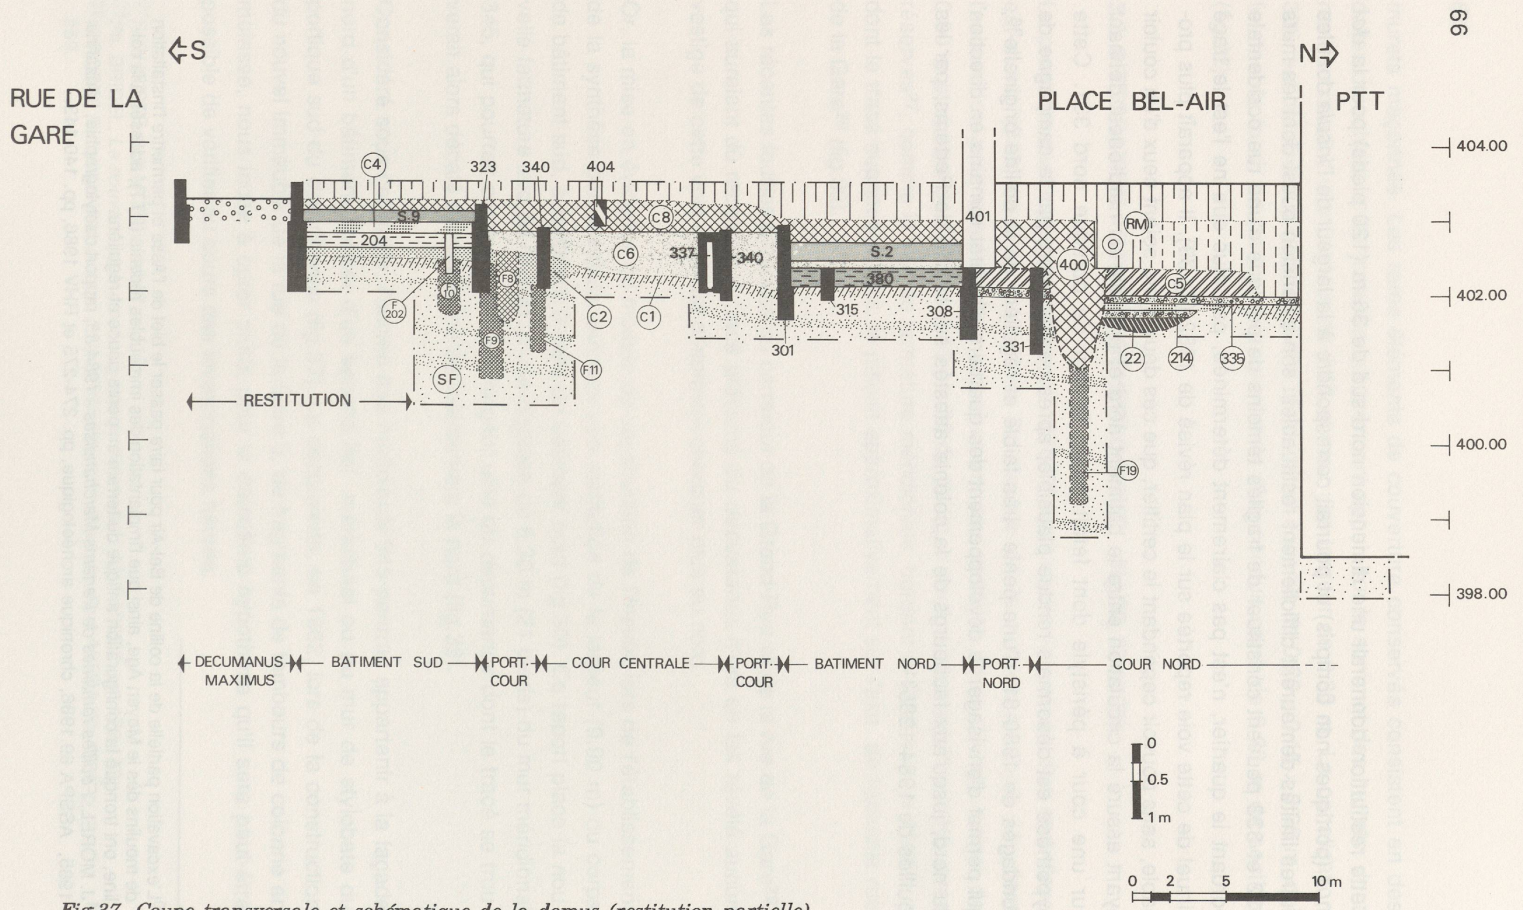 99
S
N
RUE DE LA
GARE
PLACE BEL-AIR
PTT
404.00
402.00
400.00
398.00
C4
323
340
404
401
S.9
C8
204
C6
337
340
S.2
380
400
RM
C5
F8
F
202
C2
C1
315
308
301
331
22
214
335
F9
SF
F11
F19
RESTITUTION
DECUMANUS
MAXIMUS
BATIMENT SUD
PORT.
COUR
COUR CENTRALE
PORT.
COUR
BATIMENT NORD
PORT.
NORD
COUR NORD
0
0.5
1 m
0 2 5 10 m
Fig.37 Coupe transversale et schématique de la domus (restitution partielle)